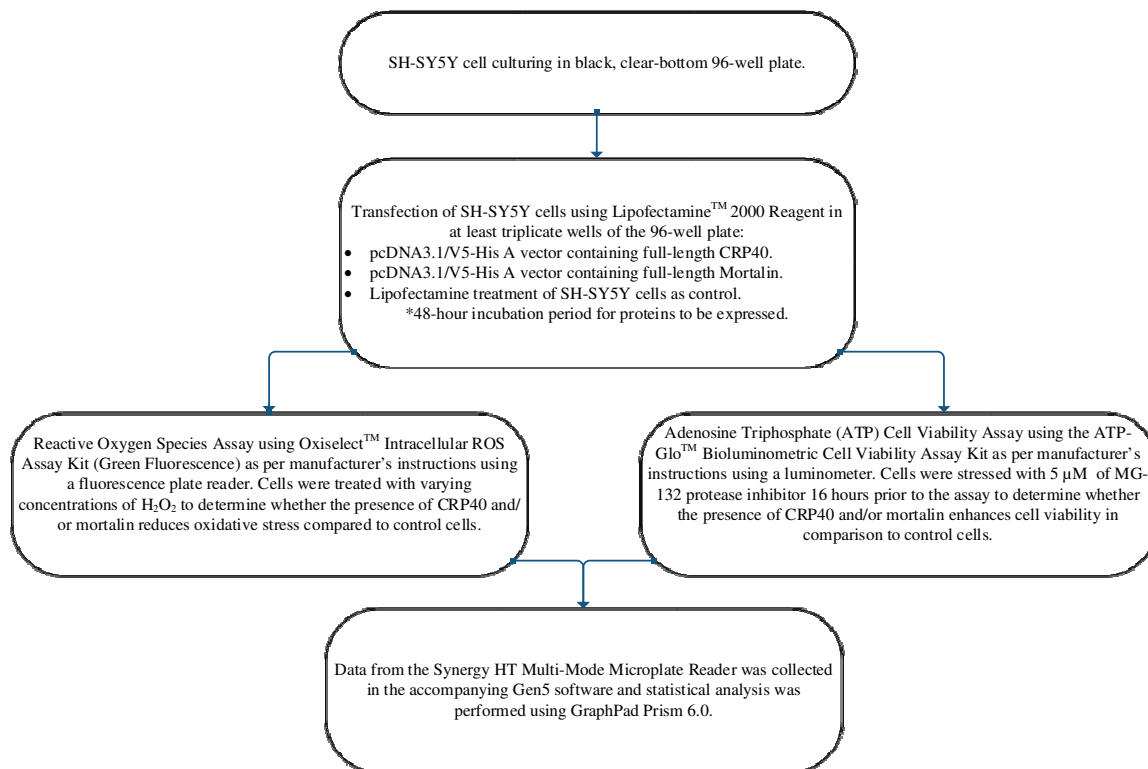 SH-SY5Y cell culturing in black, clear-bottom 96-well plate.
Transfection of SH-SY5Y cells using Lipofectamine™ 2000 Reagent in
at least triplicate wells of the 96-well plate:
• pcDNA3.1/V5-His A vector containing full-length CRP40.
• pcDNA3.1/V5-His A vector containing full-length Mortalin.
• Lipofectamine treatment of SH-SY5Y cells as control.
*48-hour incubation period for proteins to be expressed.
Reactive Oxygen Species Assay using Oxiselect™ Intracellular ROS
Assay Kit (Green Fluorescence) as per manufacturer's instructions using
a fluorescence plate reader. Cells were treated with varying
concentrations of H₂O₂ to determine whether the presence of CRP40 and/
or mortalin reduces oxidative stress compared to control cells.
Adenosine Triphosphate (ATP) Cell Viability Assay using the ATP-
Glo™ Bioluminometric Cell Viability Assay Kit as per manufacturer's
instructions using a luminometer. Cells were stressed with 5 µM of MG-
132 protease inhibitor 16 hours prior to the assay to determine whether
the presence of CRP40 and/or mortalin enhances cell viability in
comparison to control cells.
Data from the Synergy HT Multi-Mode Microplate Reader was collected
in the accompanying Gen5 software and statistical analysis was
performed using GraphPad Prism 6.0.